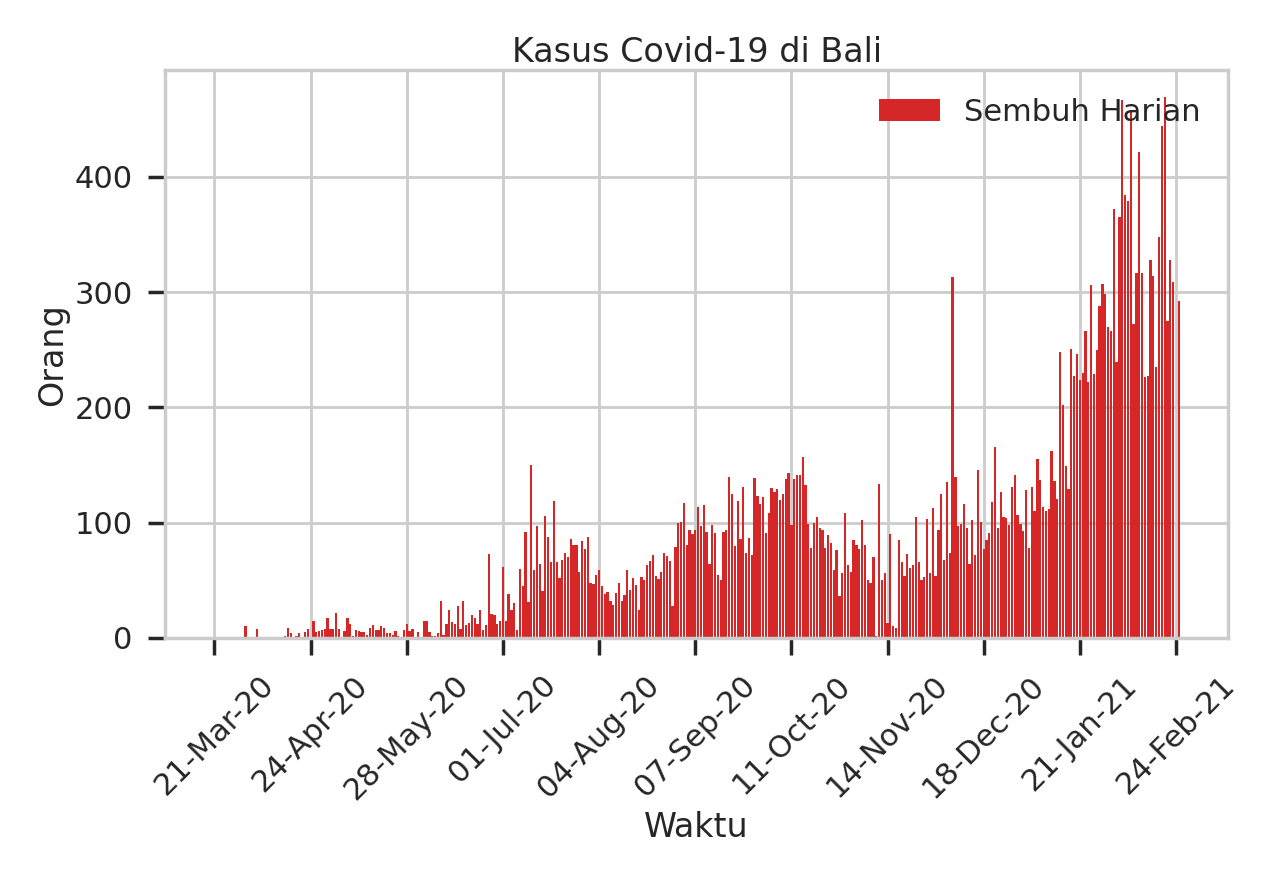 Kasus Covid-19 di Bali
Sembuh Harian
Orang
400
300
200
100
0
21-Mar-20
24-Apr-20
28-May-20
01-Jul-20
04-Aug-20
07-Sep-20
11-Oct-20
14-Nov-20
18-Dec-20
21-Jan-21
24-Feb-21
Waktu